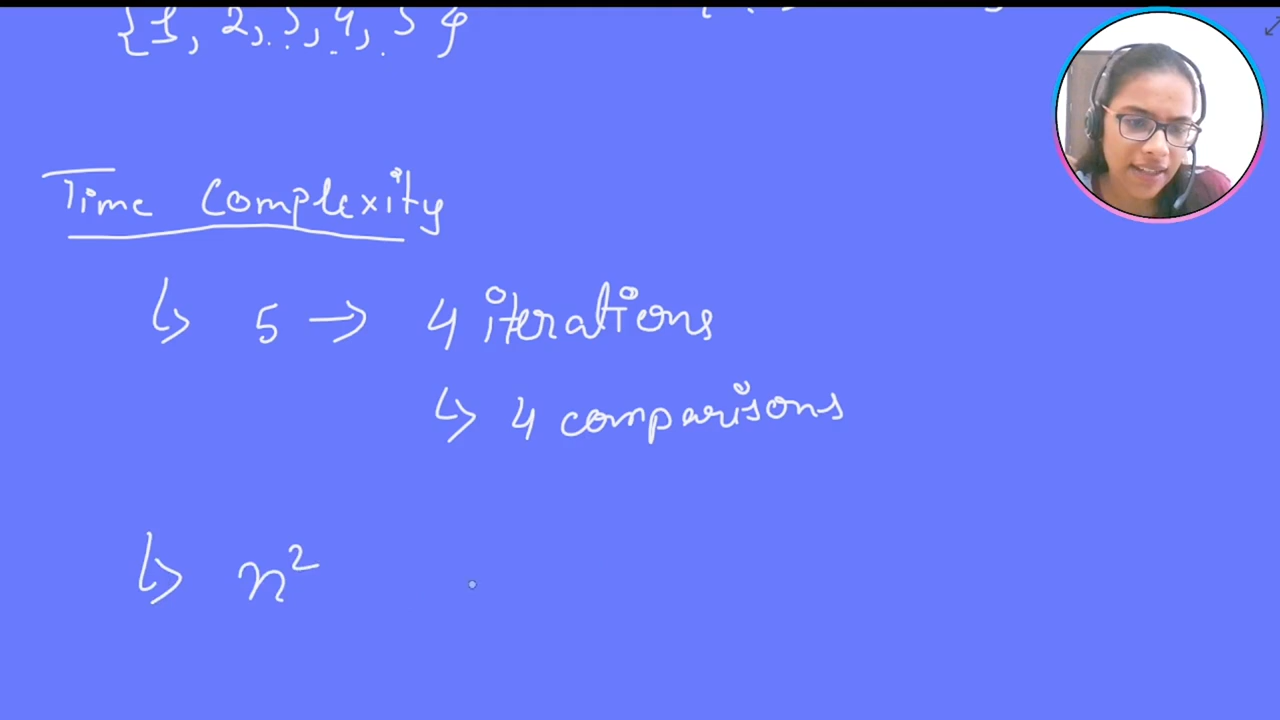 {1, 2, 3, 4, 5}
Time Complexity
↳ 5 → 4 iterations
↳ 4 comparisons
↳ n²